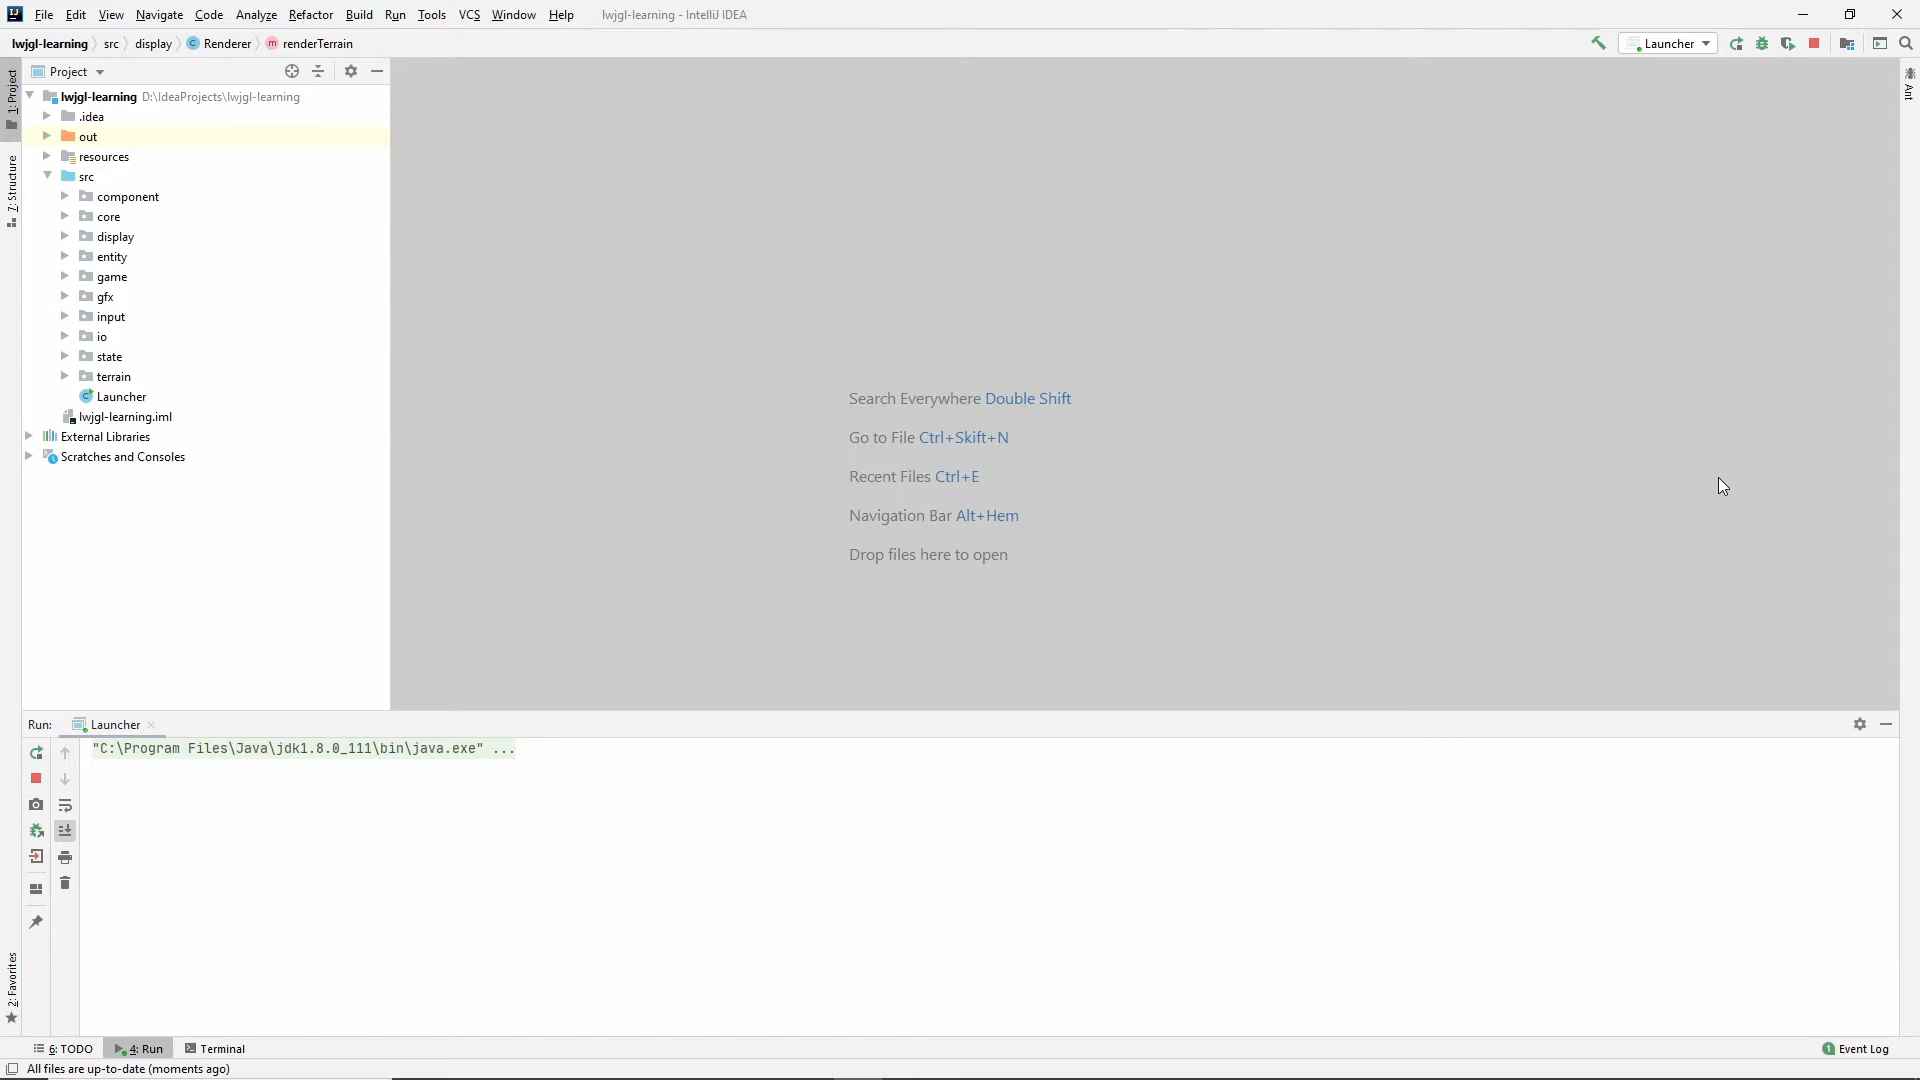 File Edit View Navigate Code Analyze Refactor Build Run Tools VCS Window Help lwjgl-learning - IntelliJ IDEA
lwjgl-learning src display Renderer renderTerrain
Launcher
Project
lwjgl-learning D:\IdeaProjects\lwjgl-learning
.idea
out
resources
src
component
core
display
entity
game
gfx
input
io
state
terrain
Launcher
lwjgl-learning.iml
External Libraries
Scratches and Consoles
1: Project
7: Structure
2: Favorites
Ant
Search Everywhere Double Shift
Go to File Ctrl+Skift+N
Recent Files Ctrl+E
Navigation Bar Alt+Hem
Drop files here to open
Run: Launcher
"C:\Program Files\Java\jdk1.8.0_111\bin\java.exe" ...
6: TODO 4: Run Terminal
1 Event Log
All files are up-to-date (moments ago)